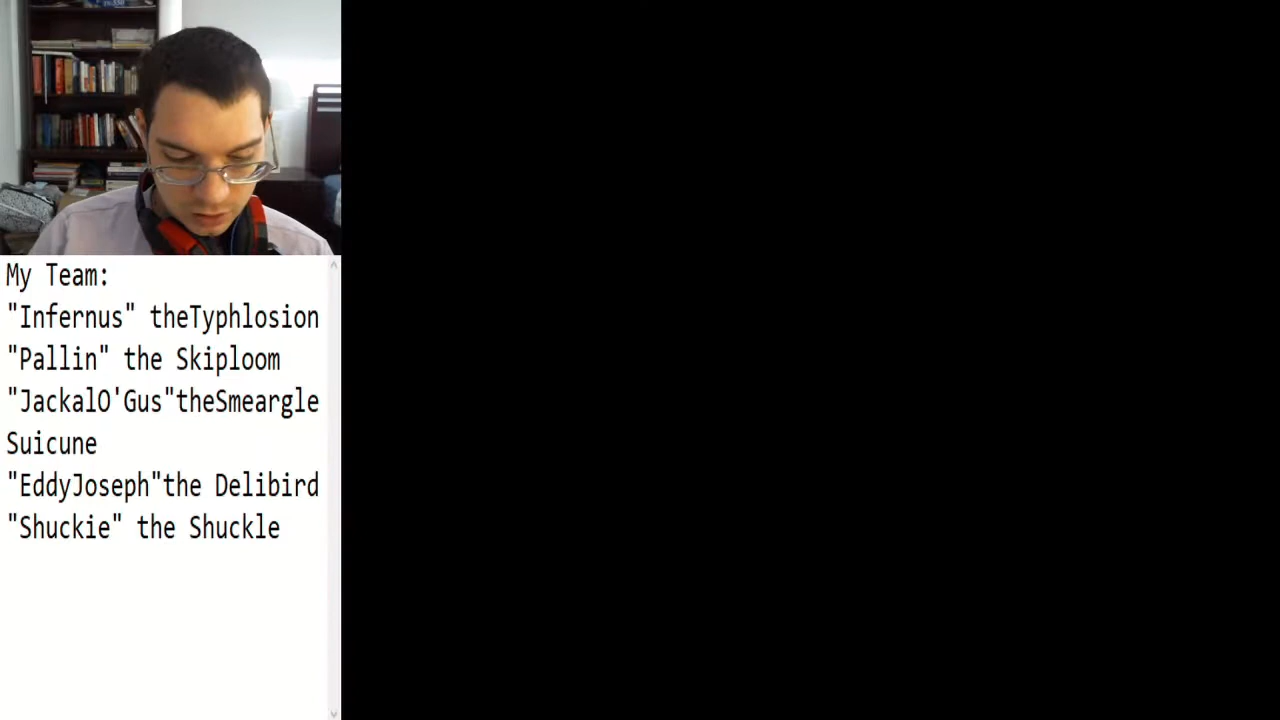 My Team:
"Infernus" theTyphlosion
"Pallin" the Skiploom
"JackalO'Gus"theSmeargle
Suicune
"EddyJoseph"the Delibird
"Shuckie" the Shuckle